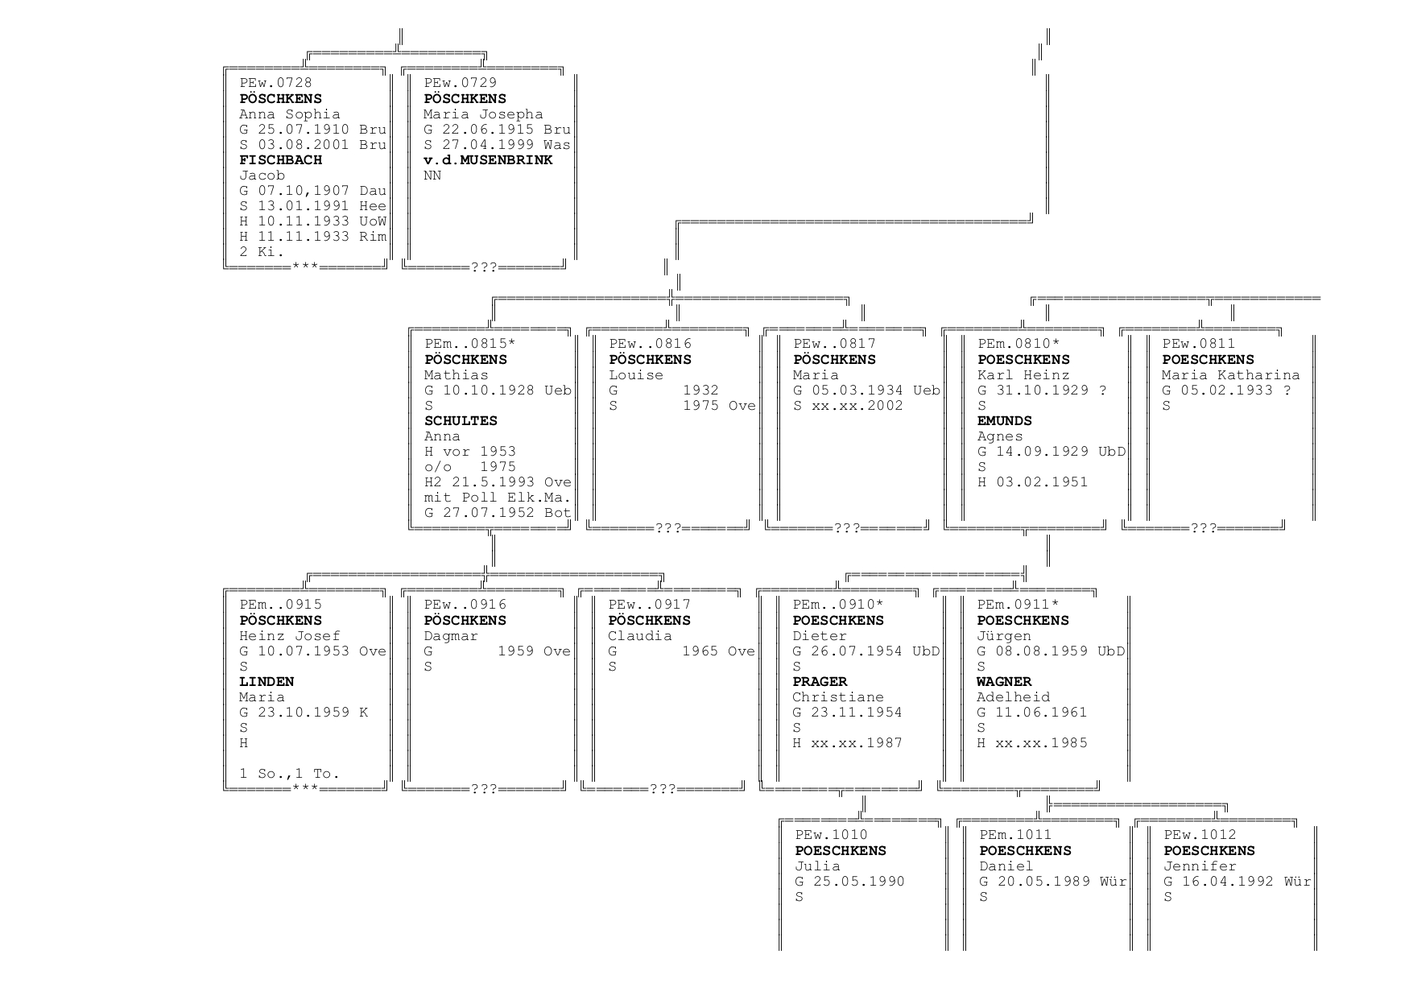 PEw.0728
PÖSCHKENS
Anna Sophia
G 25.07.1910 Bru
S 03.08.2001 Bru
FISCHBACH
Jacob
G 07.10,1907 Dau
S 13.01.1991 Hee
H 10.11.1933 UoW
H 11.11.1933 Rim
2 Ki.
***
PEw.0729
PÖSCHKENS
Maria Josepha
G 22.06.1915 Bru
S 27.04.1999 Was
v.d.MUSENBRINK
NN
???
PEm..0815*
PÖSCHKENS
Mathias
G 10.10.1928 Ueb
S
SCHULTES
Anna
H vor 1953
o/o 1975
H2 21.5.1993 Ove
mit Poll Elk.Ma.
G 27.07.1952 Bot
PEw..0816
PÖSCHKENS
Louise
G 1932
S 1975 Ove
???
PEw..0817
PÖSCHKENS
Maria
G 05.03.1934 Ueb
S xx.xx.2002
???
PEm.0810*
POESCHKENS
Karl Heinz
G 31.10.1929 ?
S
EMUNDS
Agnes
G 14.09.1929 UbD
S
H 03.02.1951
PEw.0811
POESCHKENS
Maria Katharina
G 05.02.1933 ?
S
???
PEm..0915
PÖSCHKENS
Heinz Josef
G 10.07.1953 Ove
S
LINDEN
Maria
G 23.10.1959 K
S
H
1 So.,1 To.
***
PEw..0916
PÖSCHKENS
Dagmar
G 1959 Ove
S
???
PEw..0917
PÖSCHKENS
Claudia
G 1965 Ove
S
???
PEm..0910*
POESCHKENS
Dieter
G 26.07.1954 UbD
S
PRAGER
Christiane
G 23.11.1954
S
H xx.xx.1987
PEm.0911*
POESCHKENS
Jürgen
G 08.08.1959 UbD
S
WAGNER
Adelheid
G 11.06.1961
S
H xx.xx.1985
PEw.1010
POESCHKENS
Julia
G 25.05.1990
S
PEm.1011
POESCHKENS
Daniel
G 20.05.1989 Wür
S
PEw.1012
POESCHKENS
Jennifer
G 16.04.1992 Wür
S